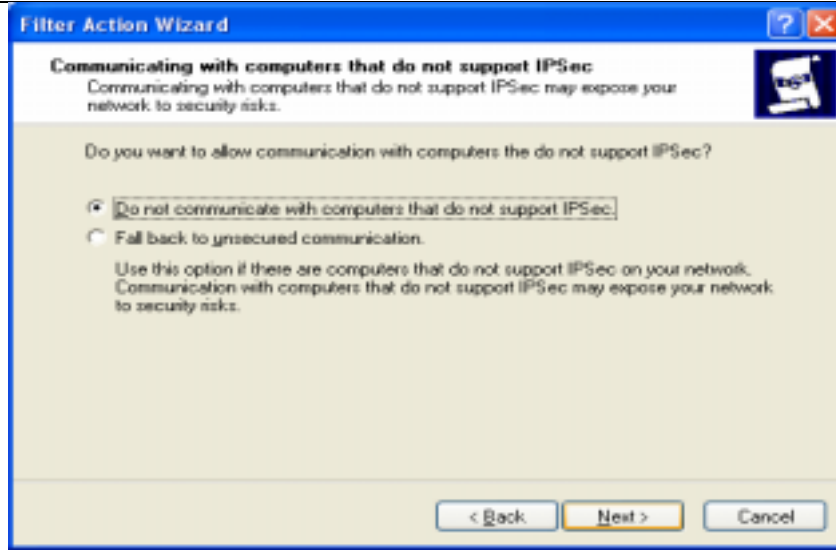 Filter Action Wizard
Communicating with computers that do not support IPSec
Communicating with computers that do not support IPSec may expose your
network to security risks.
Do you want to allow communication with computers the do not support IPSec?
Do not communicate with computers that do not support IPSec.
Fall back to unsecured communication.
Use this option if there are computers that do not support IPSec on your network.
Communication with computers that do not support IPSec may expose your network
to security risks.
< Back
Next >
Cancel